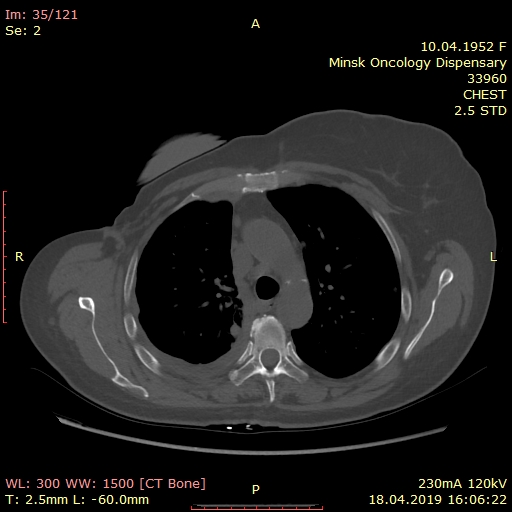 Im: 35/121
Se: 2
A
10.04.1952 F
Minsk Oncology Dispensary
33960
CHEST
2.5 STD
R
L
WL: 300 WW: 1500 [CT Bone]
T: 2.5mm L: -60.0mm
P
230mA 120kV
18.04.2019 16:06:22